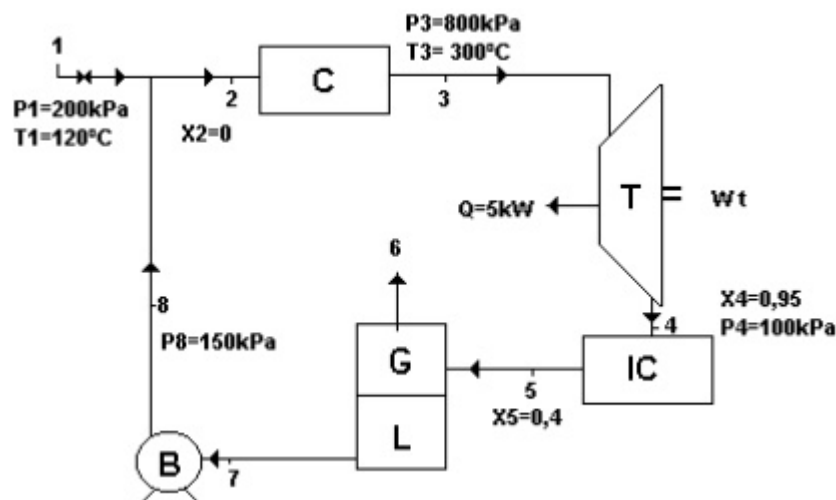 1
P1=200kPa
T1=120ºC
2
X2=0
C
P3=800kPa
T3= 300ºC
3
T
Q=5kW
Wt
X4=0,95
P4=100kPa
4
IC
5
X5=0,4
6
G
L
7
B
8
P8=150kPa